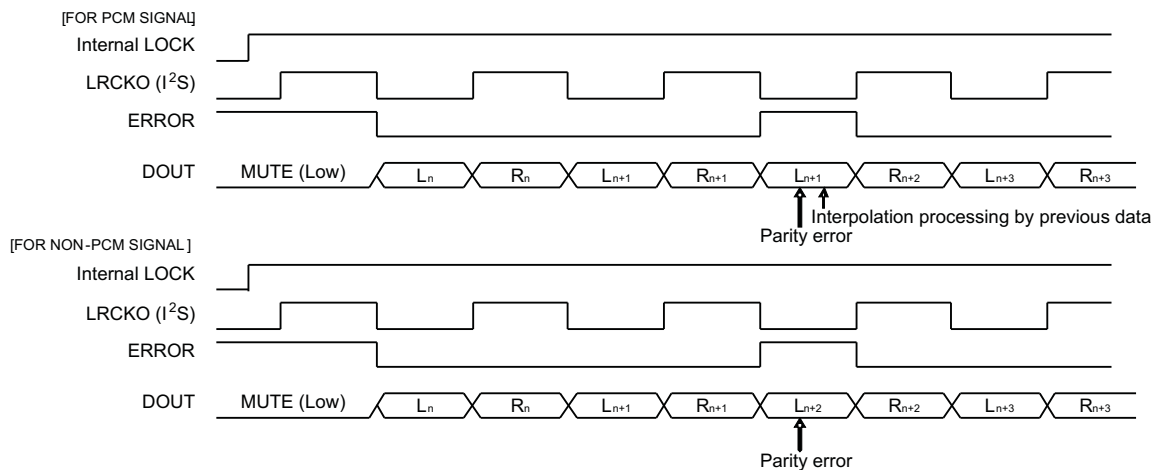 [FOR PCM SIGNAL]
Internal LOCK
LRCKO (I²S)
ERROR
DOUT MUTE (Low) Lₙ Rₙ Lₙ₊₁ Rₙ₊₁ Lₙ₊₁ Rₙ₊₂ Lₙ₊₃ Rₙ₊₃
Interpolation processing by previous data
Parity error
[FOR NON-PCM SIGNAL]
Internal LOCK
LRCKO (I²S)
ERROR
DOUT MUTE (Low) Lₙ Rₙ Lₙ₊₁ Rₙ₊₁ Lₙ₊₂ Rₙ₊₂ Lₙ₊₃ Rₙ₊₃
Parity error